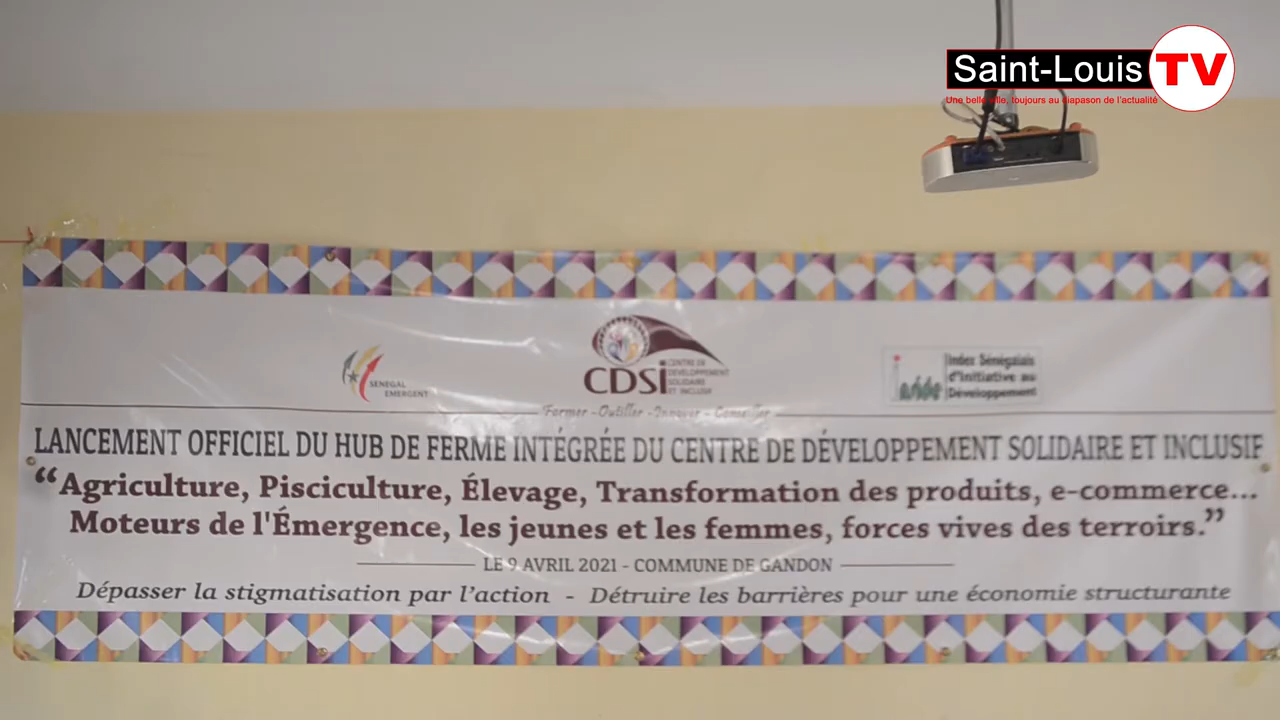 Saint-Louis TV
Une belle ville, toujours au diapason de l'actualité
SENEGAL
EMERGENT
CDSI
CENTRE DE
DEVELOPPEMENT
SOLIDAIRE
ET INCLUSIF
Index Sénégalais
d'Initiative au
Développement
Former - Outiller - Innover - Conseiller
LANCEMENT OFFICIEL DU HUB DE FERME INTÉGRÉE DU CENTRE DE DÉVELOPPEMENT SOLIDAIRE ET INCLUSIF
“Agriculture, Pisciculture, Élevage, Transformation des produits, e-commerce...
Moteurs de l'Émergence, les jeunes et les femmes, forces vives des terroirs.”
LE 9 AVRIL 2021 - COMMUNE DE GANDON
Dépasser la stigmatisation par l'action - Détruire les barrières pour une économie structurante